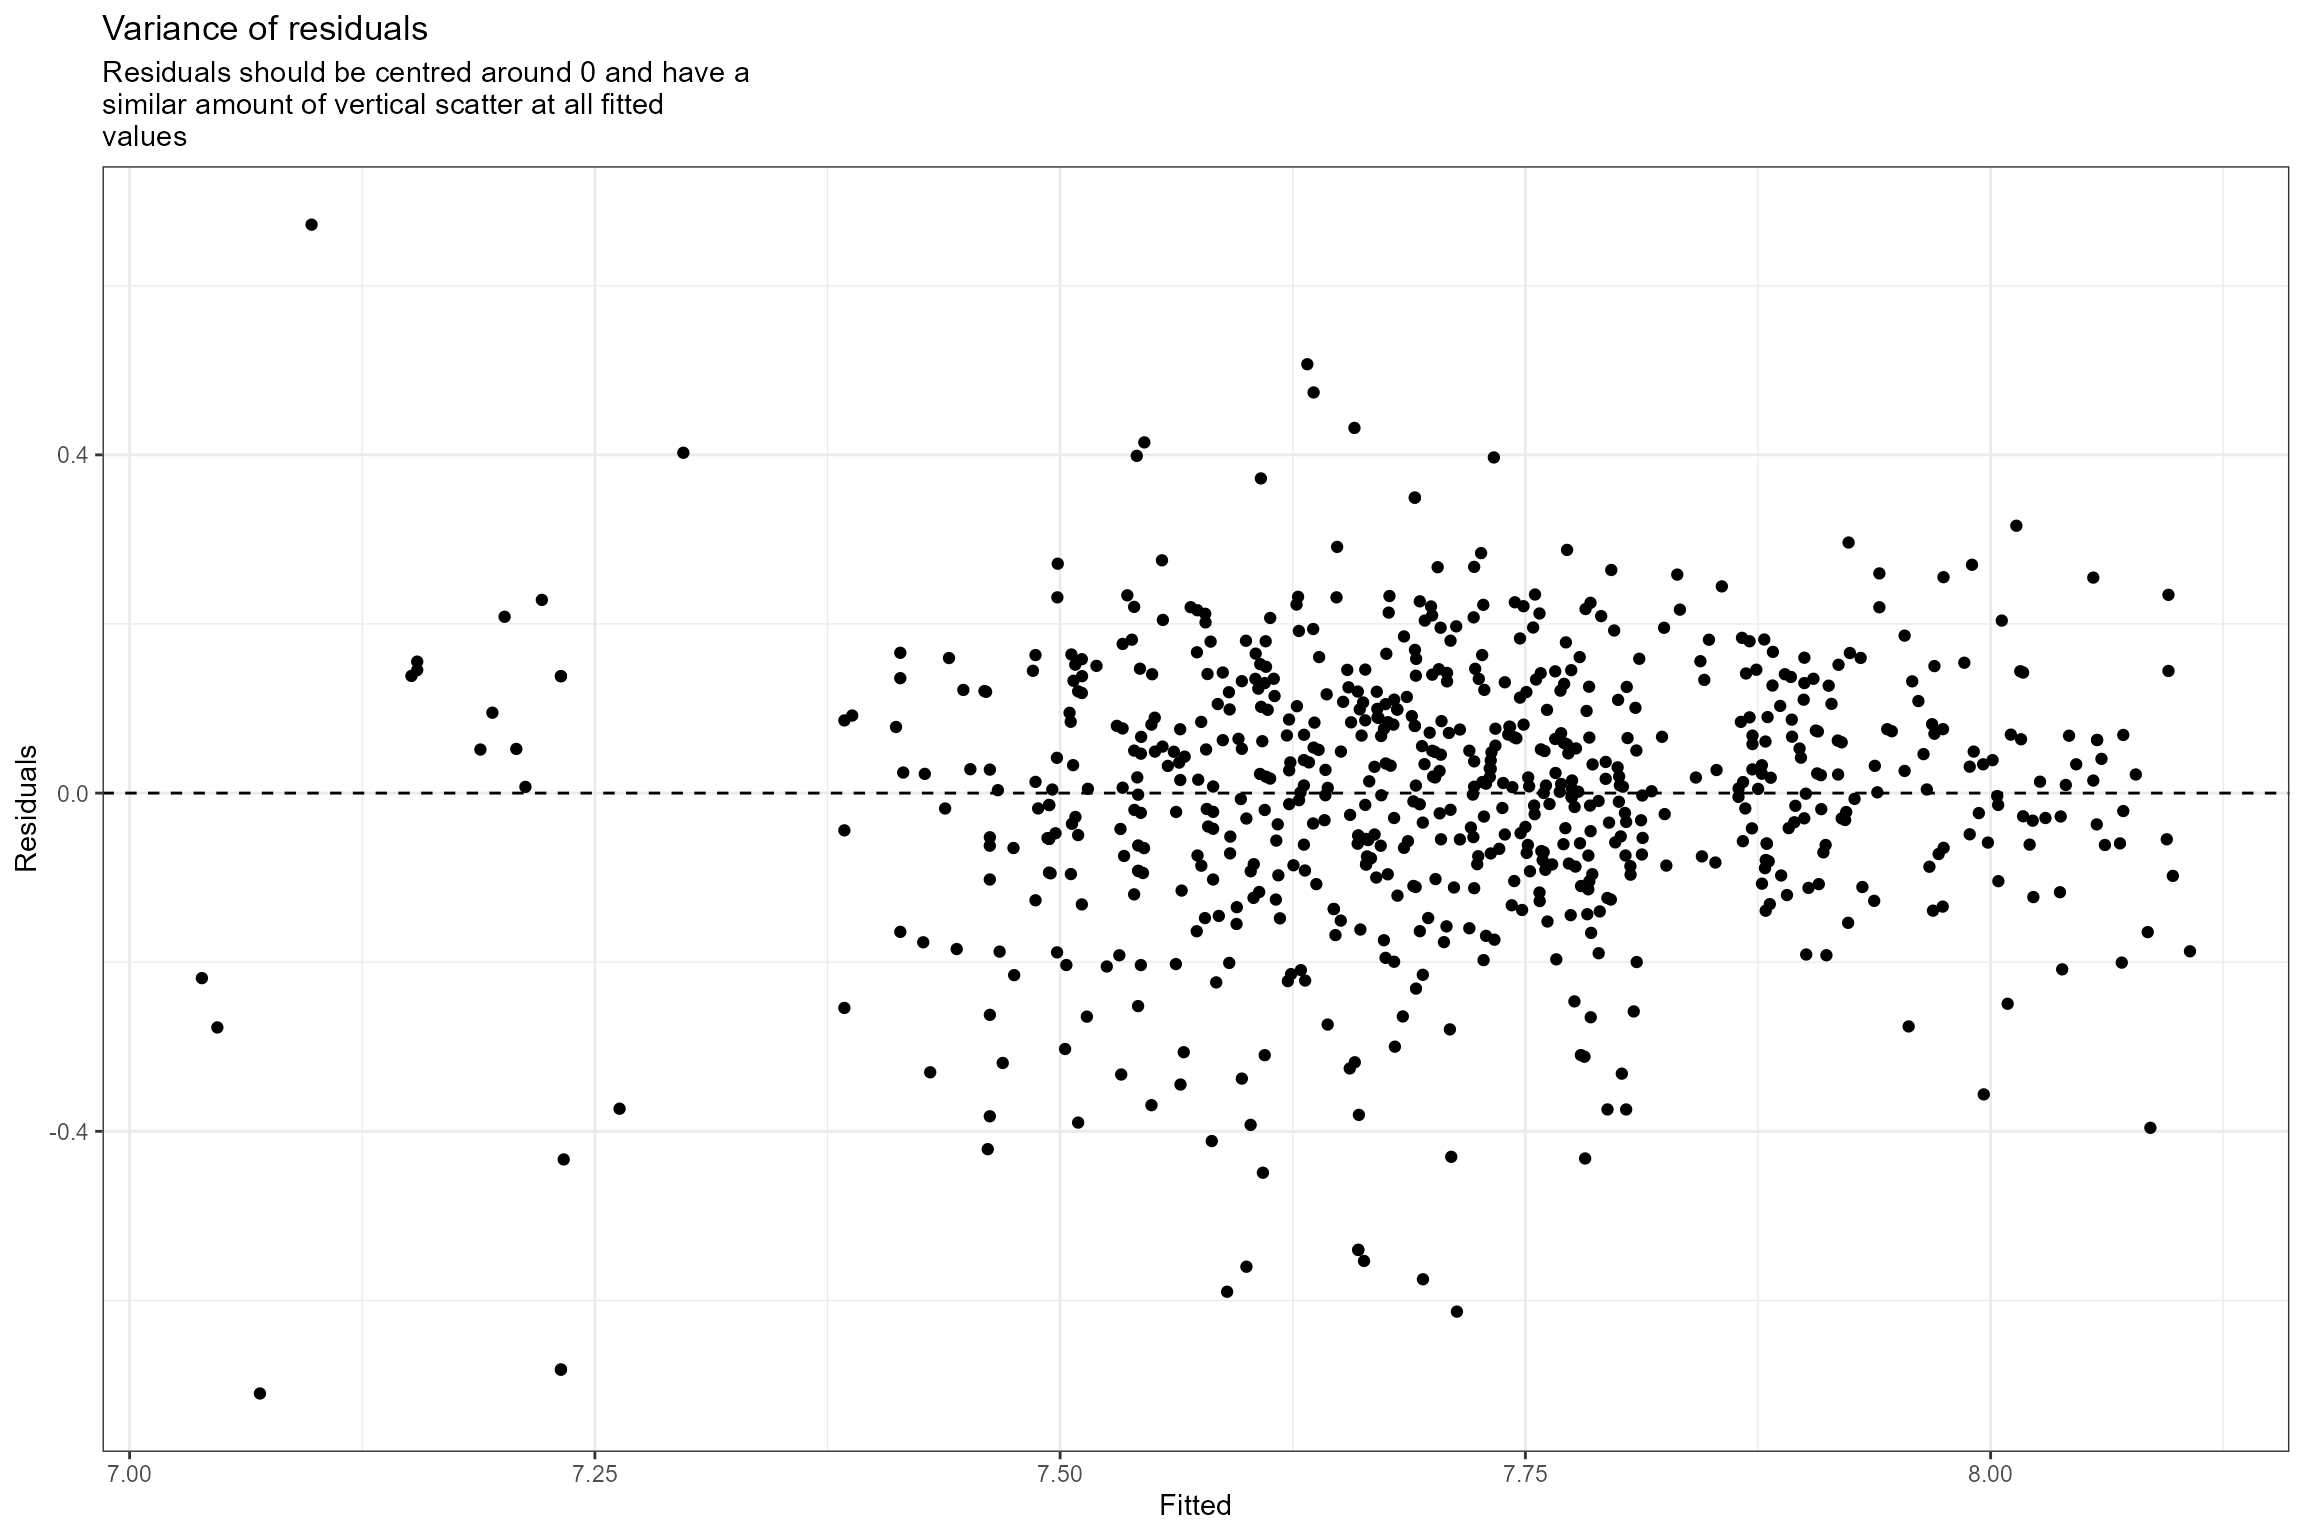 Variance of residuals
Residuals should be centred around 0 and have a
similar amount of vertical scatter at all fitted
values
Residuals
0.4
0.0
-0.4
7.00 7.25 7.50 7.75 8.00
Fitted